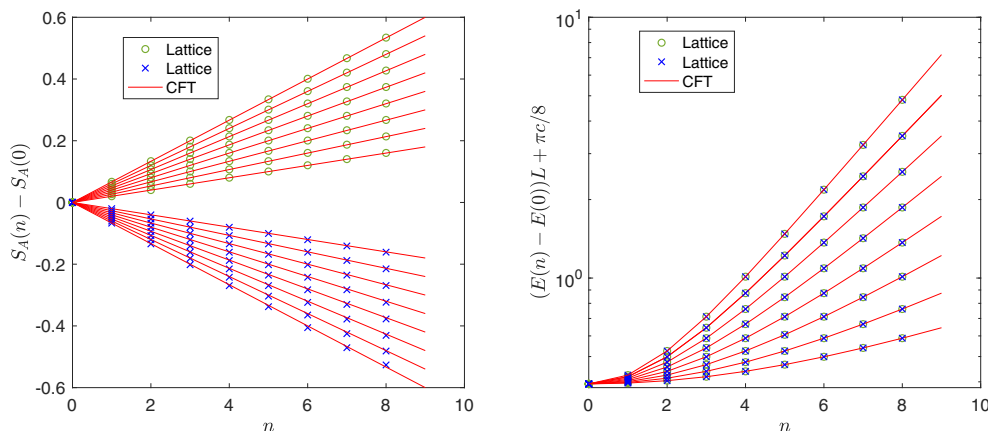 0.6
0.4
0.2
0
-0.2
-0.4
-0.6
0 2 4 6 8 10
n
S_A(n) − S_A(0)
Lattice
Lattice
CFT
10^1
10^0
0 2 4 6 8 10
n
(E(n) − E(0))L + πc/8
Lattice
Lattice
CFT